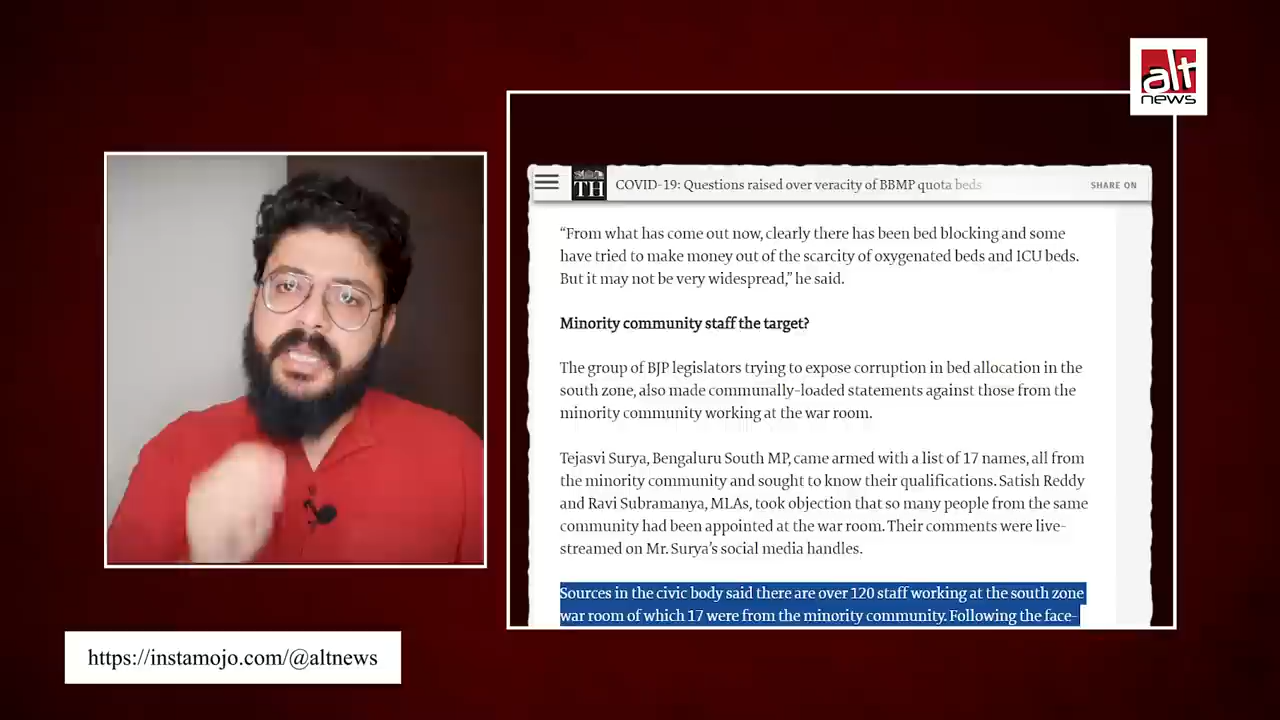 alt
news
TH
COVID-19: Questions raised over veracity of BBMP quota beds
SHARE ON
“From what has come out now, clearly there has been bed blocking and some
have tried to make money out of the scarcity of oxygenated beds and ICU beds.
But it may not be very widespread,” he said.
Minority community staff the target?
The group of BJP legislators trying to expose corruption in bed allocation in the
south zone, also made communally-loaded statements against those from the
minority community working at the war room.
Tejasvi Surya, Bengaluru South MP, came armed with a list of 17 names, all from
the minority community and sought to know their qualifications. Satish Reddy
and Ravi Subramanya, MLAs, took objection that so many people from the same
community had been appointed at the war room. Their comments were live-
streamed on Mr. Surya’s social media handles.
Sources in the civic body said there are over 120 staff working at the south zone
war room of which 17 were from the minority community. Following the face-
https://instamojo.com/@altnews